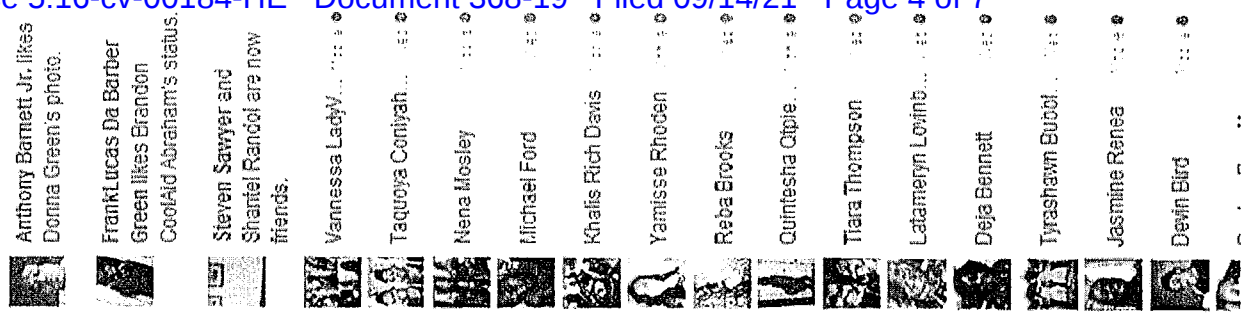 e 5:16-cv-00184-HE Document 368-19 Filed 09/14/21 Page 4 of 7
Anthony Barnett Jr. likes
Donna Green's photo.
FrankLucas Da Barber
Green likes Brandon
CoolAid Abraham's status.
Steven Sawyer and
Shantel Randol are now
friends.
Vannessa LadyV...
Taquoya Coniyah...
Nena Mosley
Michael Ford
Khalis Rich Davis
Yamisse Rhoden
Reba Brooks
Quintesha Qtpie...
Tiara Thompson
Latameryn Lovinb...
Deja Bennett
Tyrashawn Bubbl...
Jasmine Renea
Devin Bird